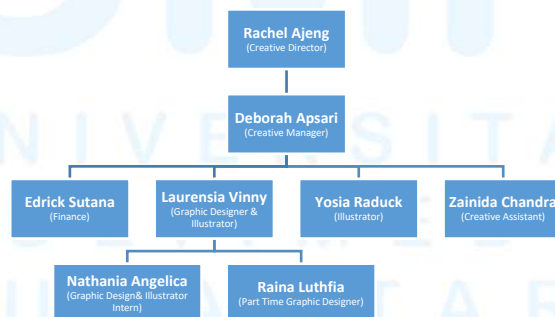 Rachel Ajeng
(Creative Director)
Deborah Apsari
(Creative Manager)
Edrick Sutana
(Finance)
Laurensia Vinny
(Graphic Designer &
Illustrator)
Yosia Raduck
(Illustrator)
Zainida Chandra
(Creative Assistant)
Nathania Angelica
(Graphic Design& Illustrator
Intern)
Raina Luthfia
(Part Time Graphic Designer)